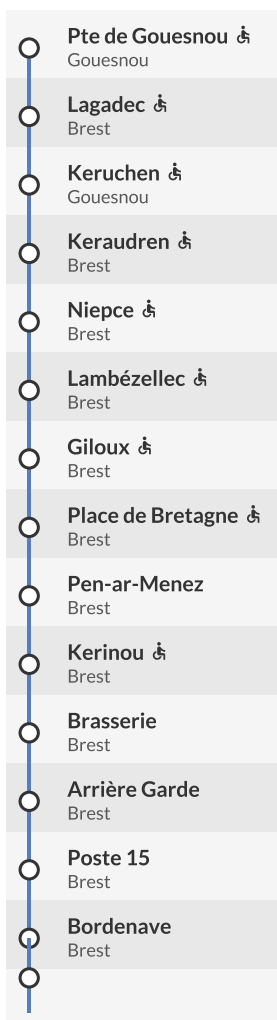 Pte de Gouesnou
Gouesnou
Lagadec
Brest
Keruchen
Gouesnou
Keraudren
Brest
Niepce
Brest
Lambézellec
Brest
Giloux
Brest
Place de Bretagne
Brest
Pen-ar-Menez
Brest
Kerinou
Brest
Brasserie
Brest
Arrière Garde
Brest
Poste 15
Brest
Bordenave
Brest